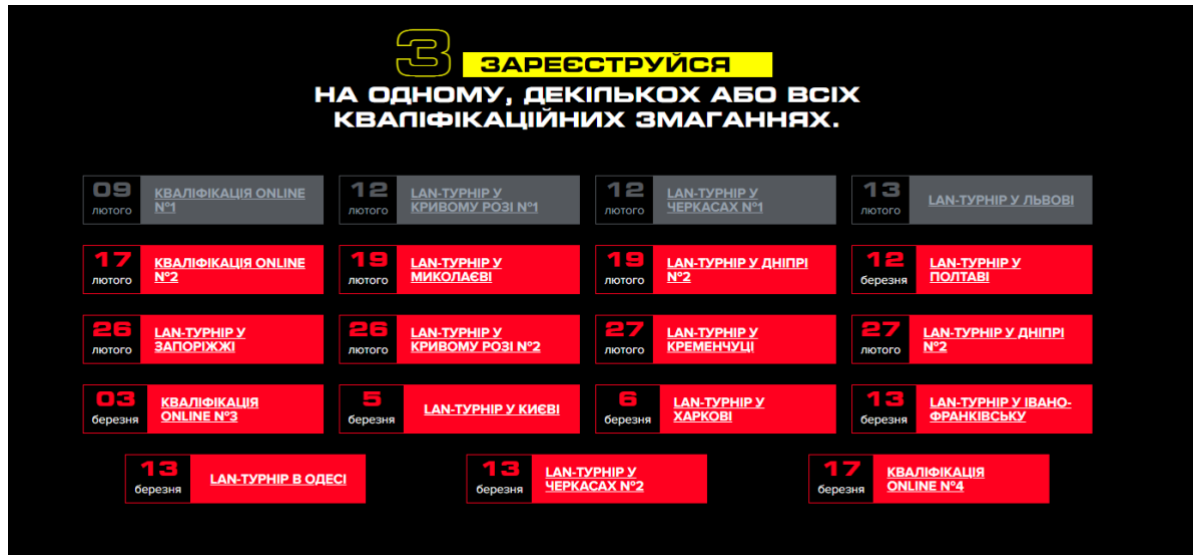 3 ЗАРЕЄСТРУЙСЯ
НА ОДНОМУ, ДЕКІЛЬКОХ АБО ВСІХ
КВАЛІФІКАЦІЙНИХ ЗМАГАННЯХ.
09
лютого
КВАЛІФІКАЦІЯ ONLINE
№1
12
лютого
LAN-ТУРНІР У
КРИВОМУ РОЗІ №1
12
лютого
LAN-ТУРНІР У
ЧЕРКАСАХ №1
13
лютого
LAN-ТУРНІР У ЛЬВОВІ
17
лютого
КВАЛІФІКАЦІЯ ONLINE
№2
19
лютого
LAN-ТУРНІР У
МИКОЛАЄВІ
19
лютого
LAN-ТУРНІР У ДНІПРІ
№2
12
березня
LAN-ТУРНІР У
ПОЛТАВІ
26
лютого
LAN-ТУРНІР У
ЗАПОРІЖЖІ
26
лютого
LAN-ТУРНІР У
КРИВОМУ РОЗІ №2
27
лютого
LAN-ТУРНІР У
КРЕМЕНЧУЦІ
27
лютого
LAN-ТУРНІР У ДНІПРІ
№2
03
березня
КВАЛІФІКАЦІЯ
ONLINE №3
5
березня
LAN-ТУРНІР У КИЄВІ
6
березня
LAN-ТУРНІР У
ХАРКОВІ
13
березня
LAN-ТУРНІР У ІВАНО-
ФРАНКІВСЬКУ
13
березня
LAN-ТУРНІР В ОДЕСІ
13
березня
LAN-ТУРНІР У
ЧЕРКАСАХ №2
17
березня
КВАЛІФІКАЦІЯ
ONLINE №4